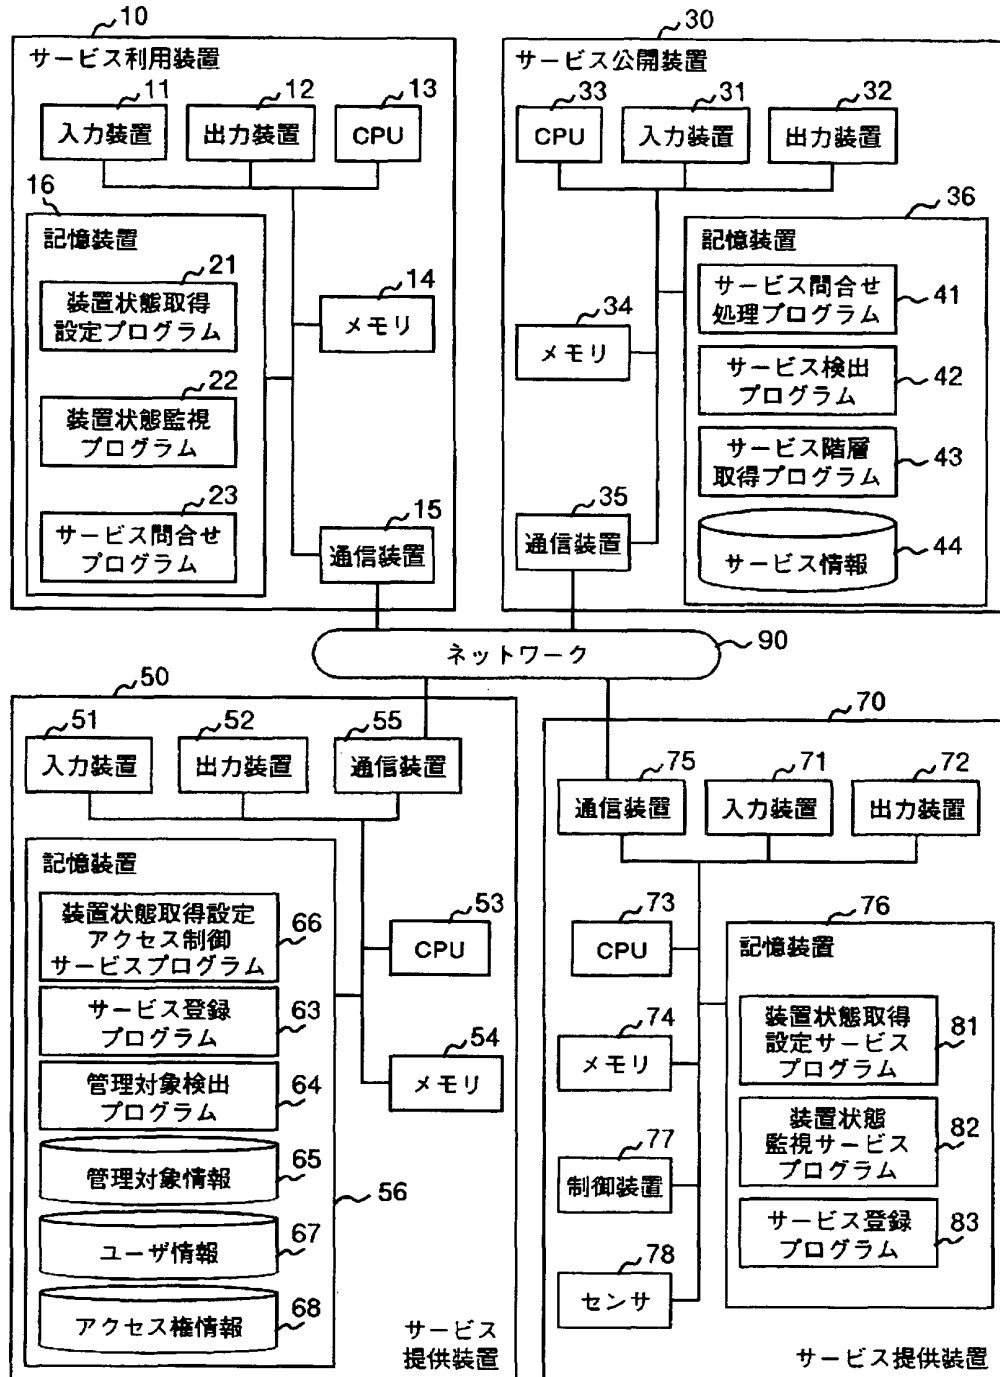 10
サービス利用装置
11
12
13
入力装置
出力装置
CPU
16
記憶装置
21
装置状態取得
設定プログラム
14
メモリ
22
装置状態監視
プログラム
23
サービス問合せ
プログラム
15
通信装置
30
サービス公開装置
33
31
32
CPU
入力装置
出力装置
36
記憶装置
サービス問合せ
処理プログラム
41
34
メモリ
サービス検出
プログラム
42
サービス階層
取得プログラム
43
35
通信装置
サービス情報
44
ネットワーク
90
50
51
52
55
入力装置
出力装置
通信装置
記憶装置
装置状態取得設定
アクセス制御
サービスプログラム
66
53
CPU
サービス登録
プログラム
63
54
メモリ
管理対象検出
プログラム
64
管理対象情報
65
56
ユーザ情報
67
アクセス権情報
68
サービス
提供装置
70
75
71
72
通信装置
入力装置
出力装置
73
CPU
76
記憶装置
74
メモリ
装置状態取得
設定サービス
プログラム
81
77
制御装置
装置状態
監視サービス
プログラム
82
78
センサ
サービス登録
プログラム
83
サービス提供装置